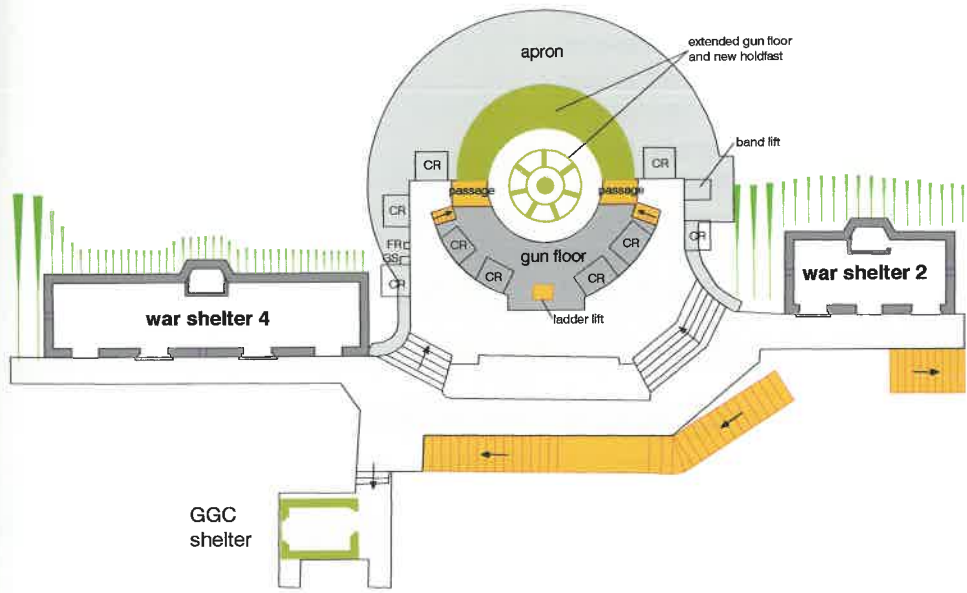 apron
extended gun floor
and new holdfast
band lift
CR
CR
passage
passage
CR
CR
FR
GS
CR
CR
CR
gun floor
CR
CR
CR
ladder lift
war shelter 4
war shelter 2
GGC
shelter